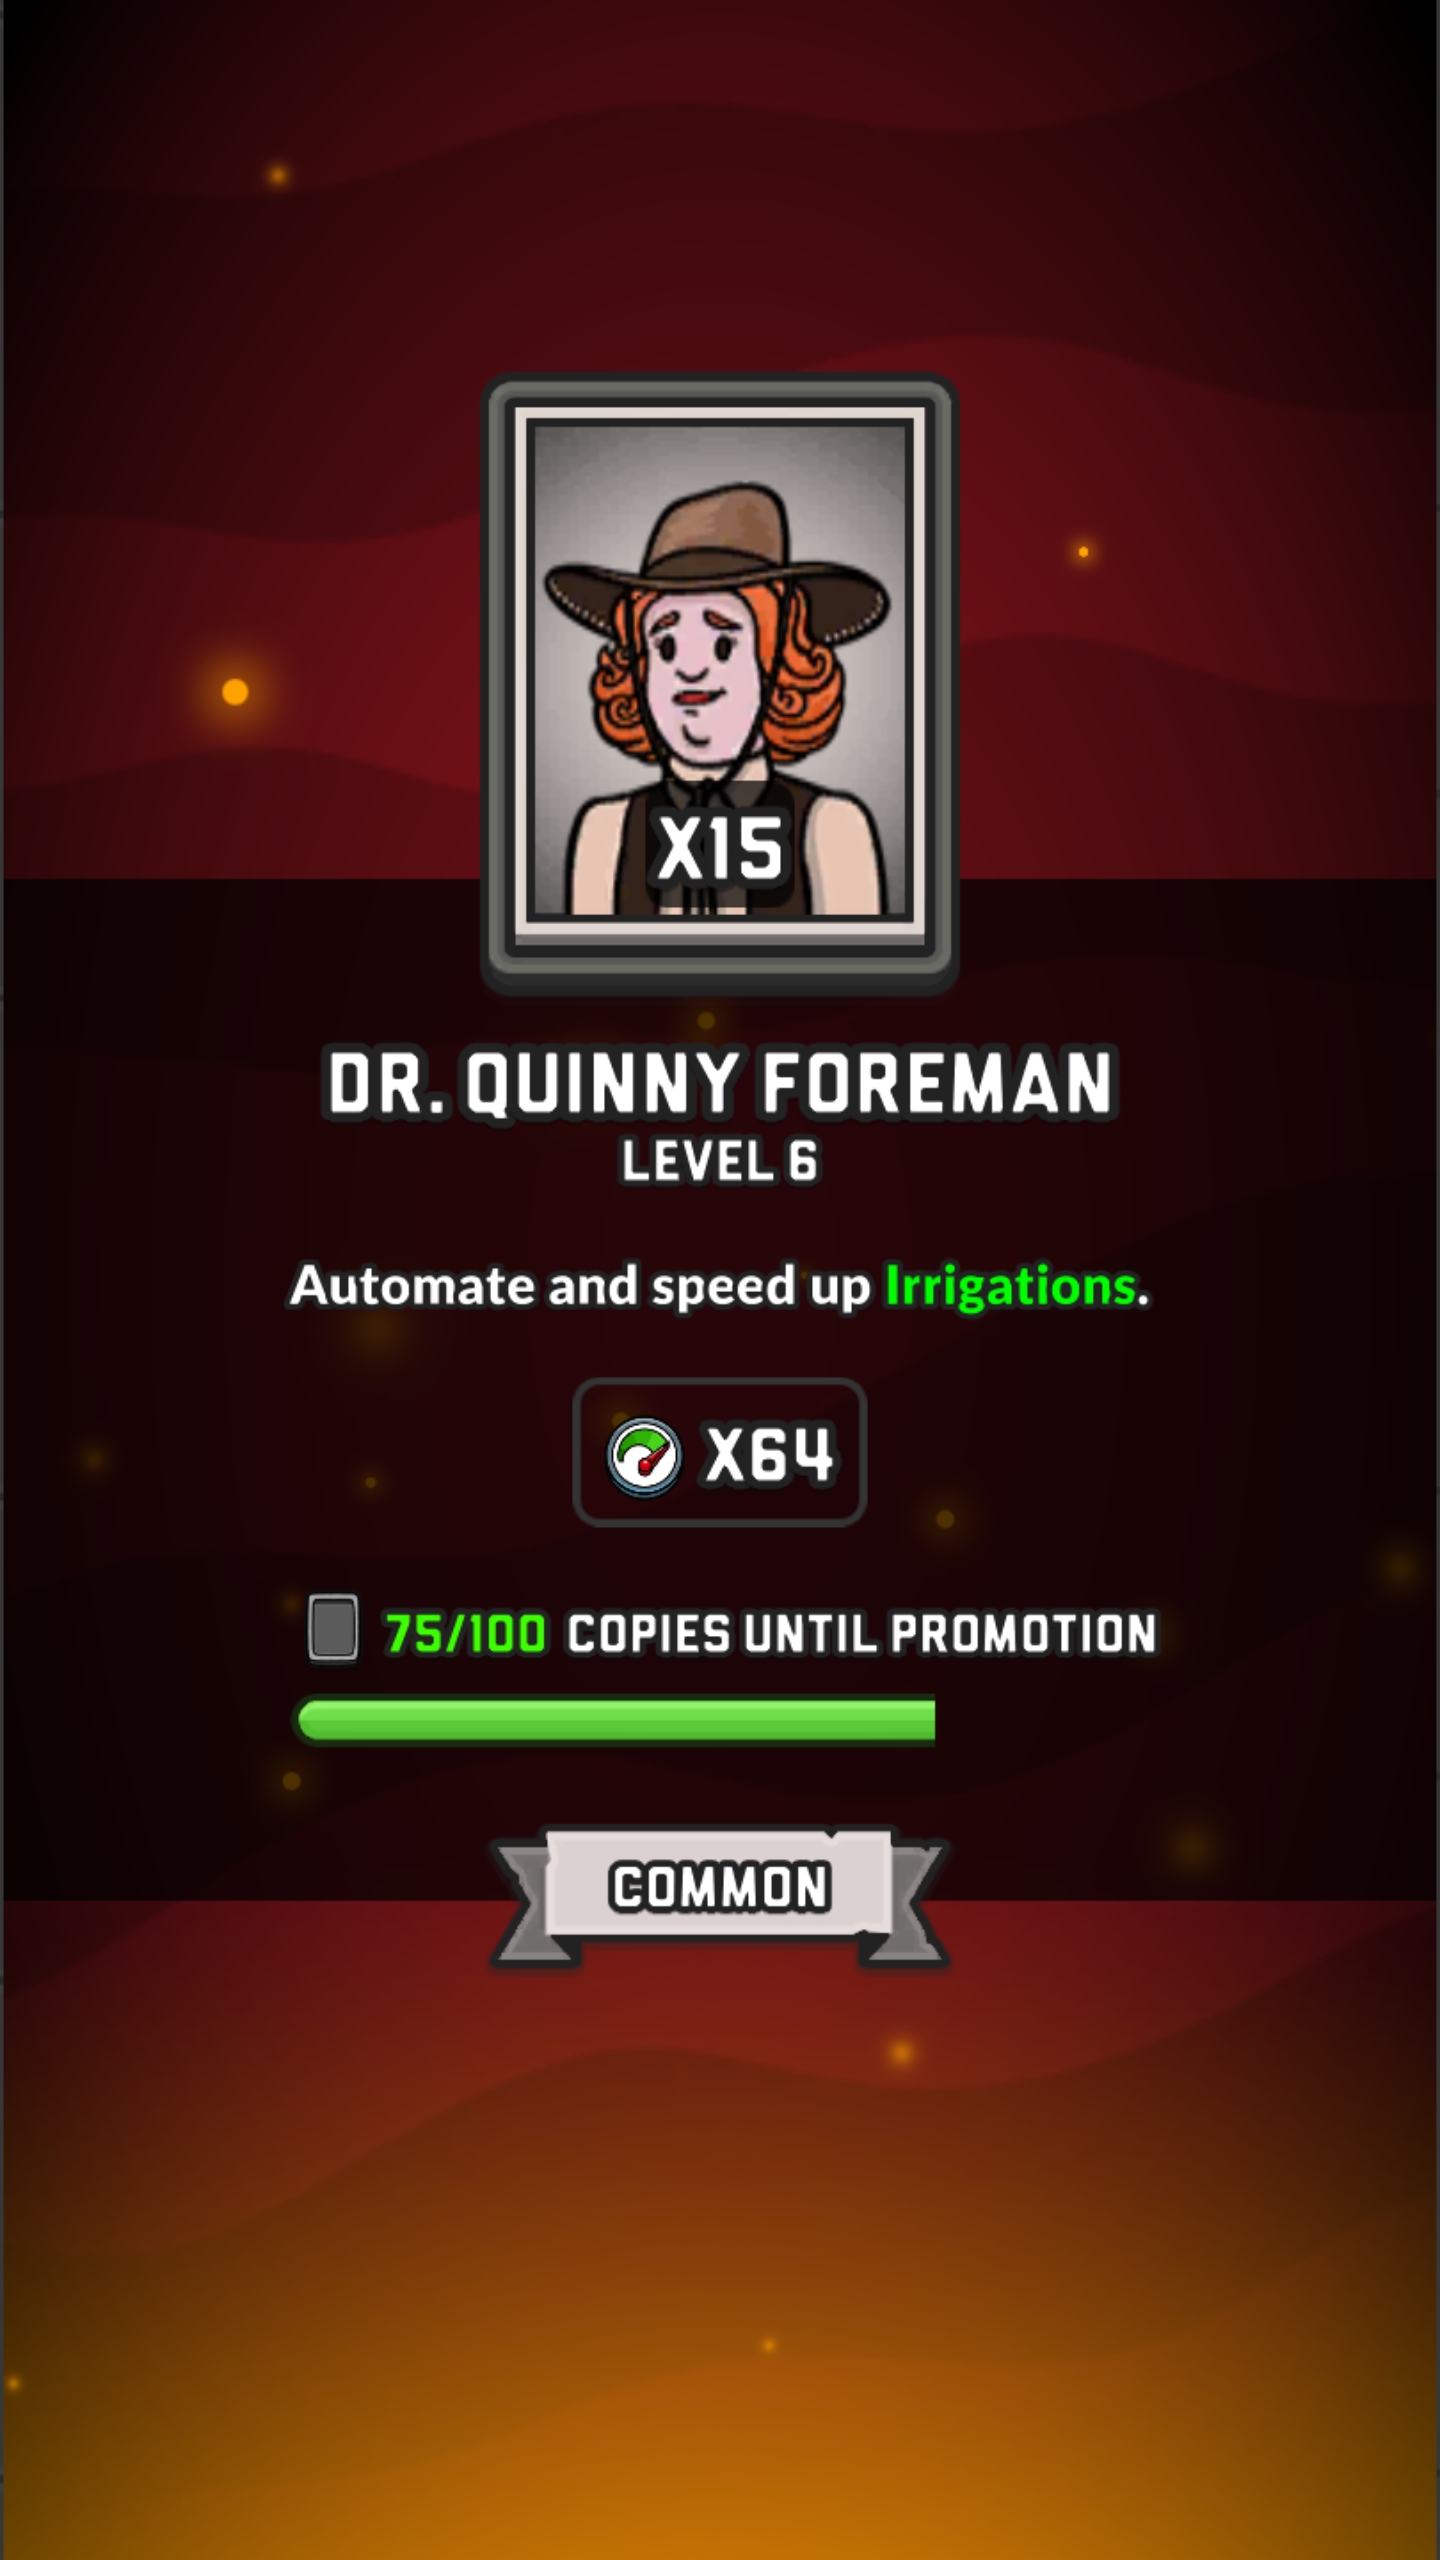 X15
DR. QUINNY FOREMAN
LEVEL 6
Automate and speed up Irrigations.
X64
75/100 COPIES UNTIL PROMOTION
COMMON